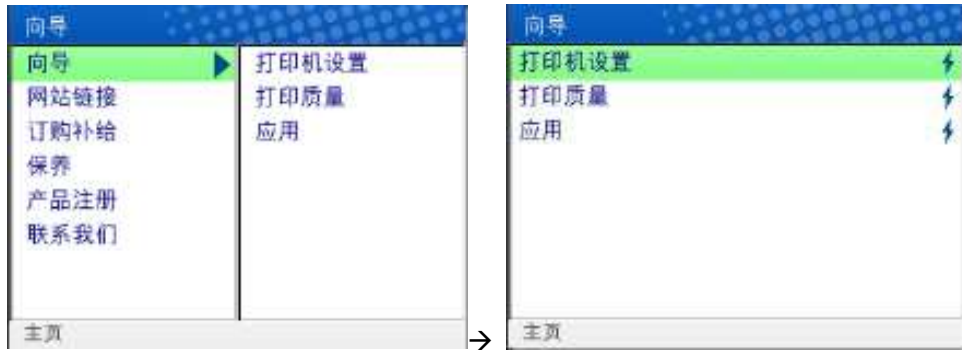 向导
向导
网站链接
订购补给
保养
产品注册
联系我们
打印机设置
打印质量
应用
主页
→
向导
打印机设置
打印质量
应用
主页